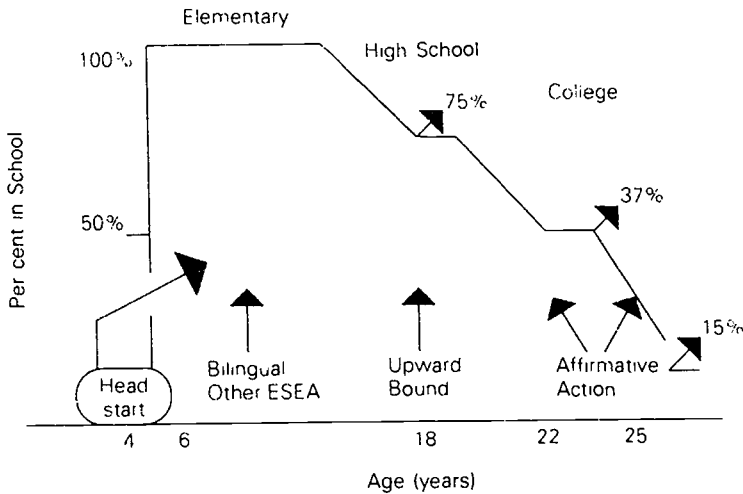 Elementary
High School
College
100%
75%
50%
37%
15%
Per cent in School
Head
start
Bilingual
Other ESEA
Upward
Bound
Affirmative
Action
4
6
18
22
25
Age (years)